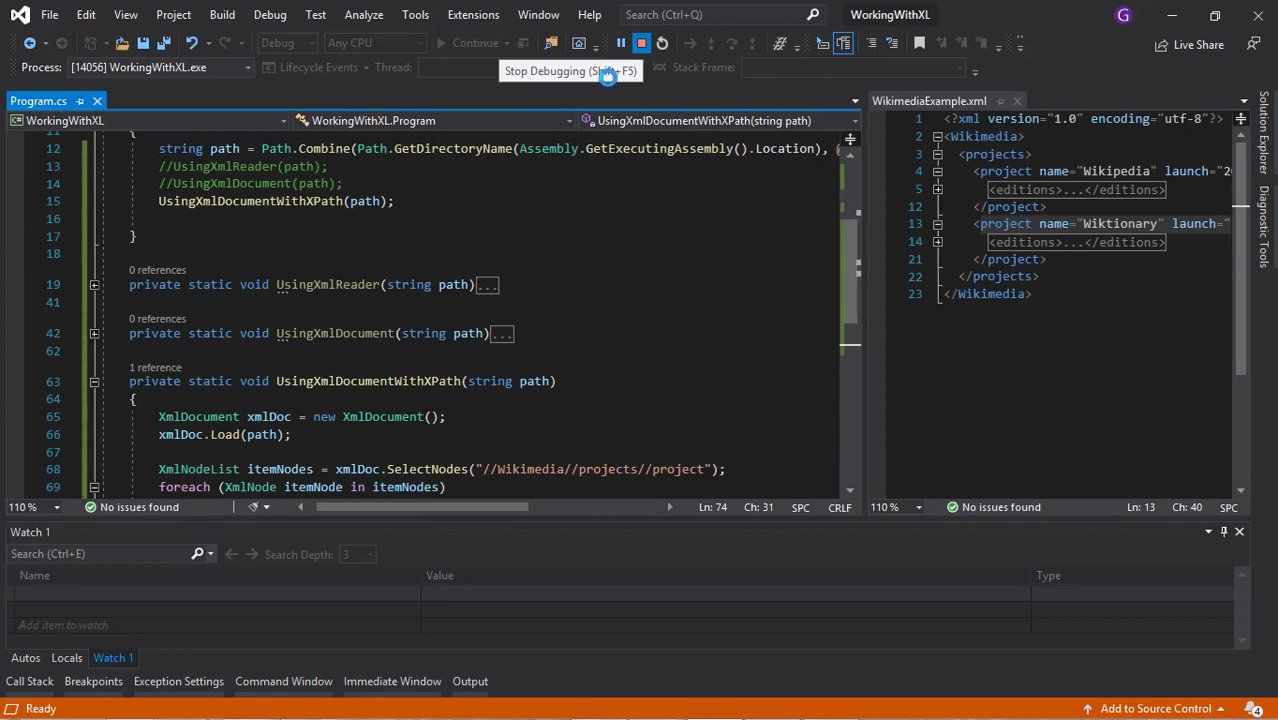 File Edit View Project Build Debug Test Analyze Tools Extensions Window Help Search (Ctrl+Q) WorkingWithXL G
Debug Any CPU Continue Live Share
Process: [14056] WorkingWithXL.exe Lifecycle Events Thread: Stack Frame:
Stop Debugging (Shift+F5)
Program.cs
WorkingWithXL WorkingWithXL.Program UsingXmlDocumentWithXPath(string path)
11 {
12 string path = Path.Combine(Path.GetDirectoryName(Assembly.GetExecutingAssembly().Location),
13 //UsingXmlReader(path);
14 //UsingXmlDocument(path);
15 UsingXmlDocumentWithXPath(path);
16
17 }
18
0 references
19 private static void UsingXmlReader(string path)...
41
0 references
42 private static void UsingXmlDocument(string path)...
62
1 reference
63 private static void UsingXmlDocumentWithXPath(string path)
64 {
65 XmlDocument xmlDoc = new XmlDocument();
66 xmlDoc.Load(path);
67
68 XmlNodeList itemNodes = xmlDoc.SelectNodes("//Wikimedia//projects//project");
69 foreach (XmlNode itemNode in itemNodes)
110 % No issues found Ln: 74 Ch: 31 SPC CRLF
WikimediaExample.xml
1 <?xml version="1.0" encoding="utf-8"?>
2 <Wikimedia>
3 <projects>
4 <project name="Wikipedia" launch="20
5 <editions>...</editions>
12 </project>
13 <project name="Wiktionary" launch="
14 <editions>...</editions>
21 </project>
22 </projects>
23 </Wikimedia>
110 % No issues found Ln: 13 Ch: 40 SPC
Solution Explorer
Diagnostic Tools
Watch 1
Search (Ctrl+E) Search Depth: 3
Name Value Type
Add item to watch
Autos Locals Watch 1
Call Stack Breakpoints Exception Settings Command Window Immediate Window Output
Ready Add to Source Control 4